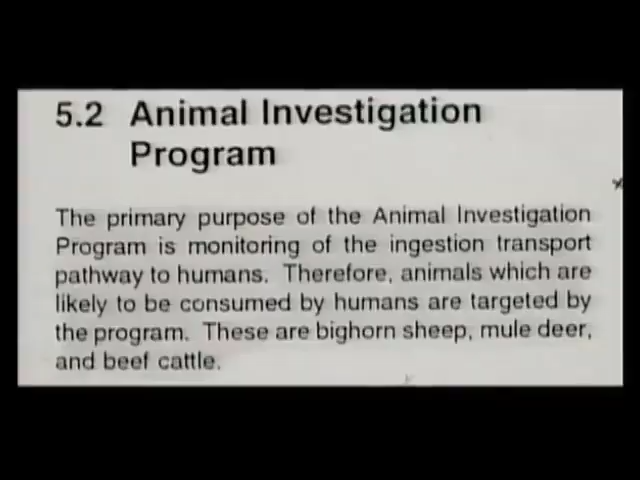 5.2 Animal Investigation
Program
The primary purpose of the Animal Investigation
Program is monitoring of the ingestion transport
pathway to humans. Therefore, animals which are
likely to be consumed by humans are targeted by
the program. These are bighorn sheep, mule deer,
and beef cattle.